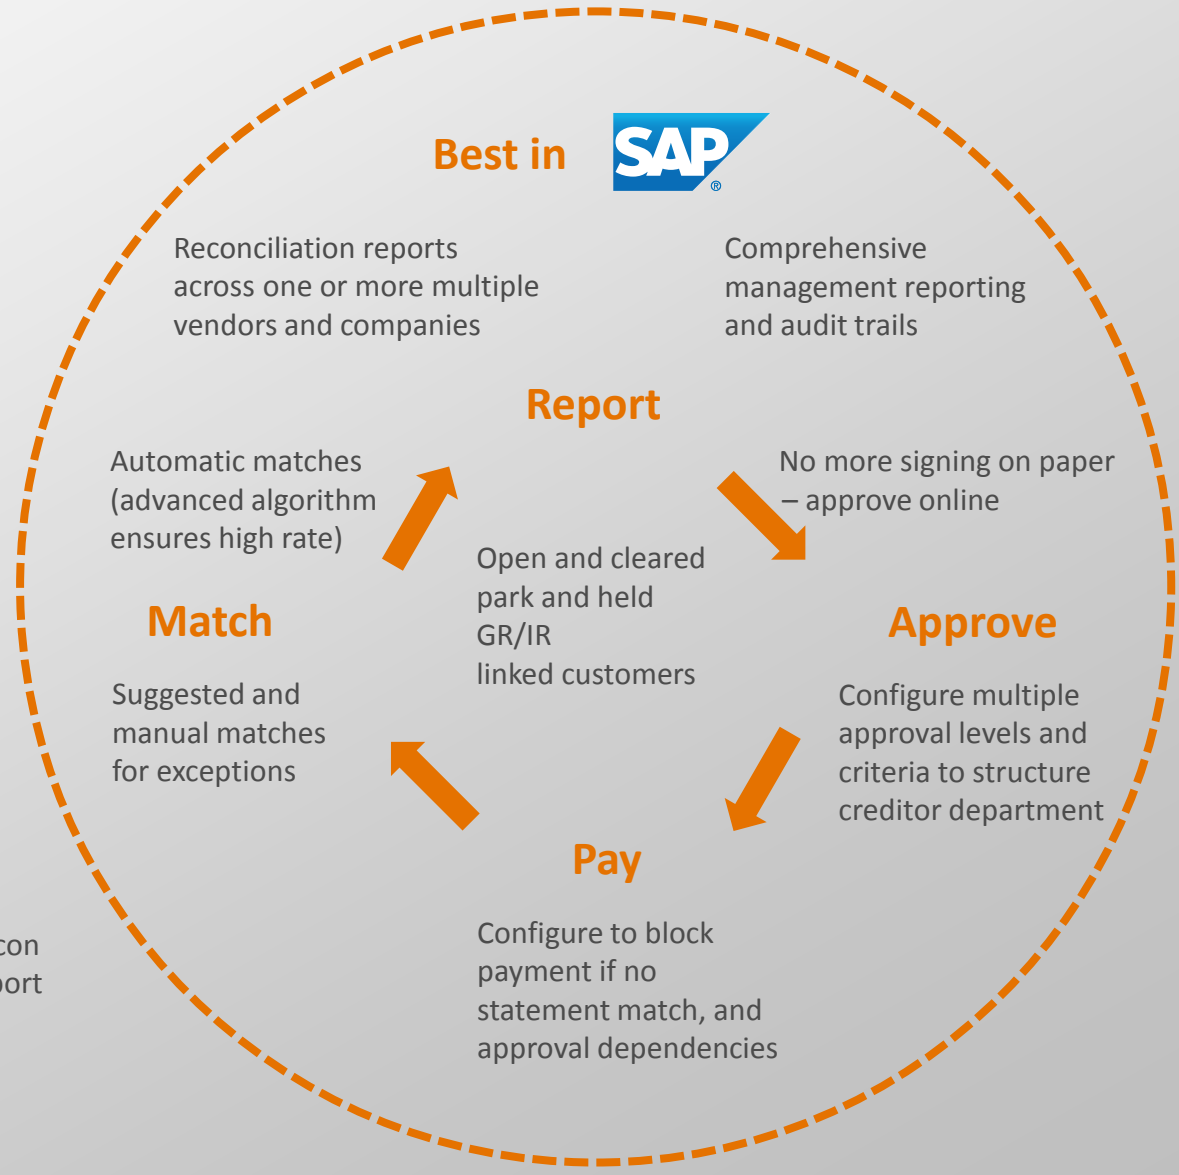 Best in SAP®
Reconciliation reports
across one or more multiple
vendors and companies
Comprehensive
management reporting
and audit trails
Report
Automatic matches
(advanced algorithm
ensures high rate)
No more signing on paper
– approve online
Open and cleared
park and held
GR/IR
linked customers
Match
Approve
Suggested and
manual matches
for exceptions
Configure multiple
approval levels and
criteria to structure
creditor department
Pay
Configure to block
payment if no
statement match, and
approval dependencies